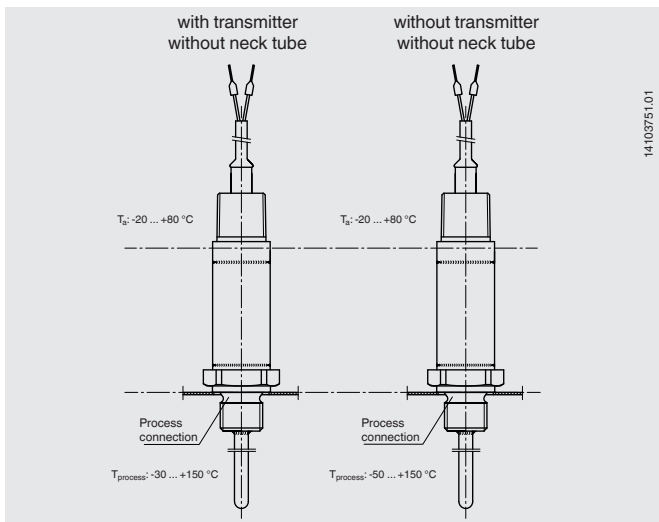 with transmitter
without neck tube
without transmitter
without neck tube
14103751.01
Ta: -20 ... +80 °C
Ta: -20 ... +80 °C
Process
connection
Process
connection
Tprocess: -30 ... +150 °C
Tprocess: -50 ... +150 °C